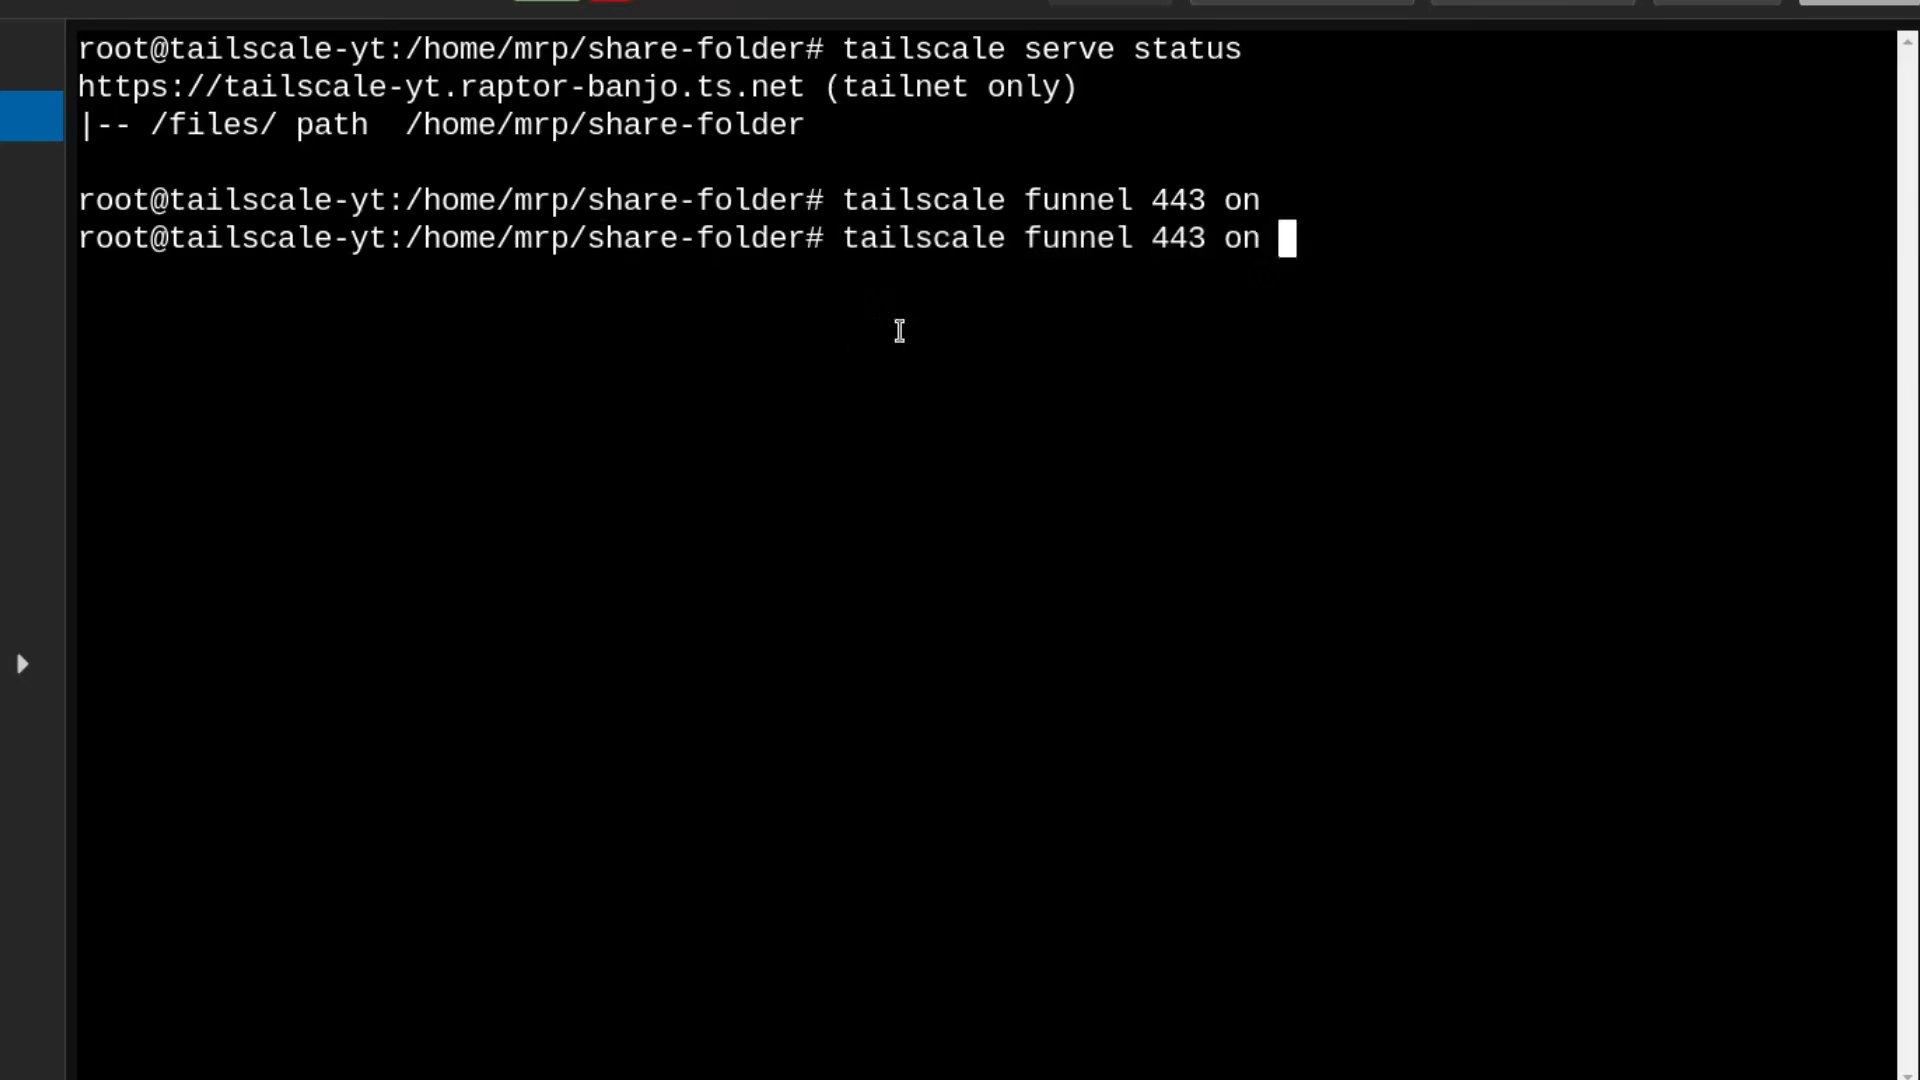 root@tailscale-yt:/home/mrp/share-folder# tailscale serve status
https://tailscale-yt.raptor-banjo.ts.net (tailnet only)
|-- /files/ path  /home/mrp/share-folder
root@tailscale-yt:/home/mrp/share-folder# tailscale funnel 443 on
root@tailscale-yt:/home/mrp/share-folder# tailscale funnel 443 on